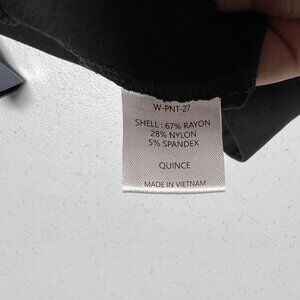 W-PNT-27
SHELL : 67% RAYON
28% NYLON
5% SPANDEX
QUINCE
MADE IN VIETNAM